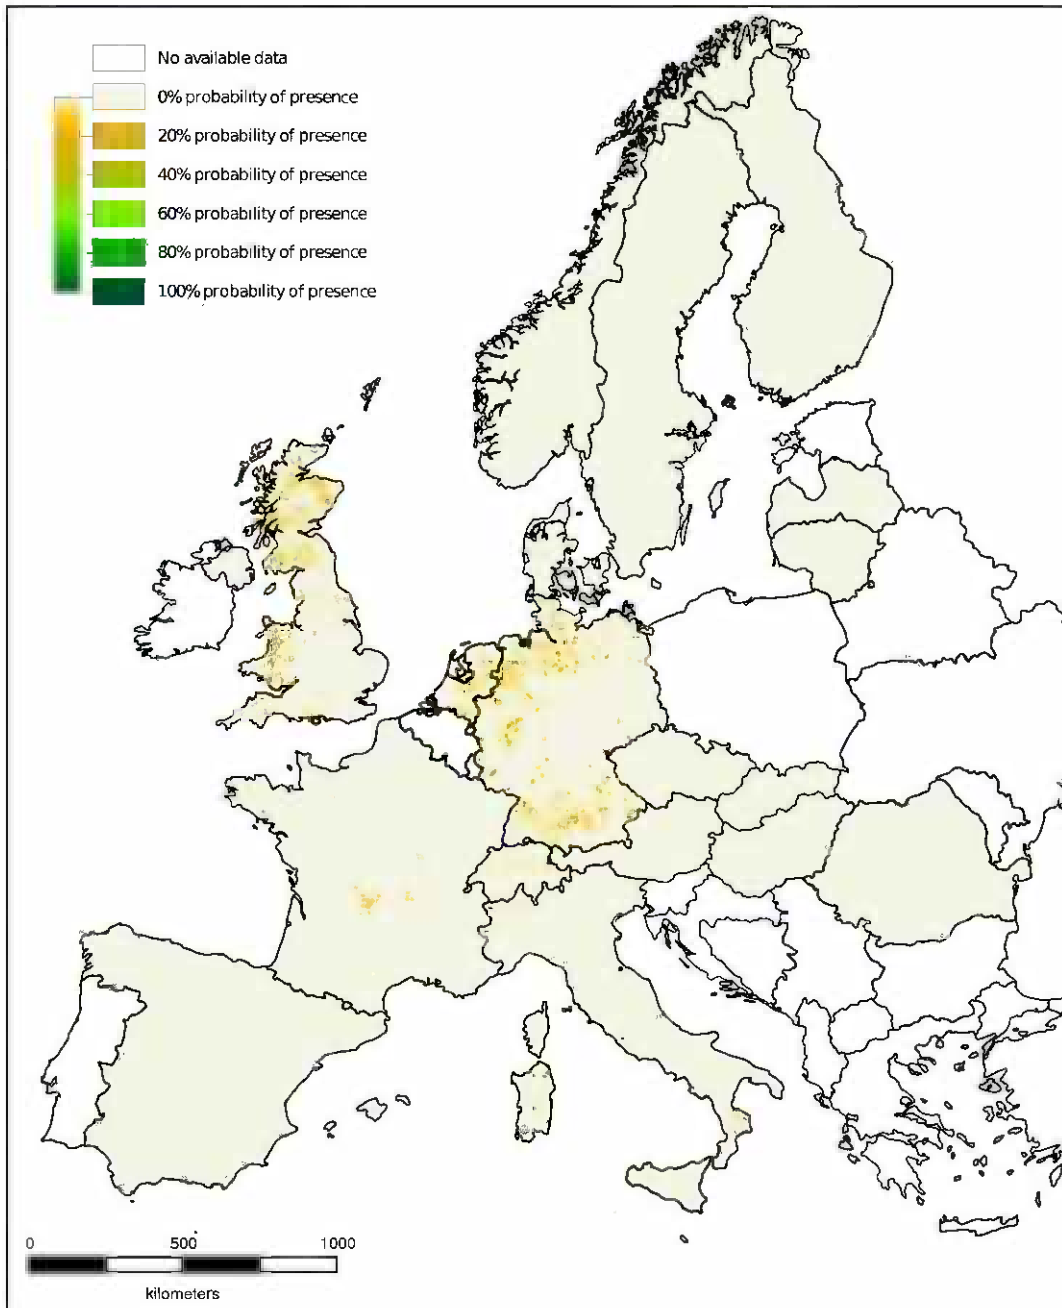 No available data
0% probability of presence
20% probability of presence
40% probability of presence
60% probability of presence
80% probability of presence
100% probability of presence
0 500 1000
kilometers